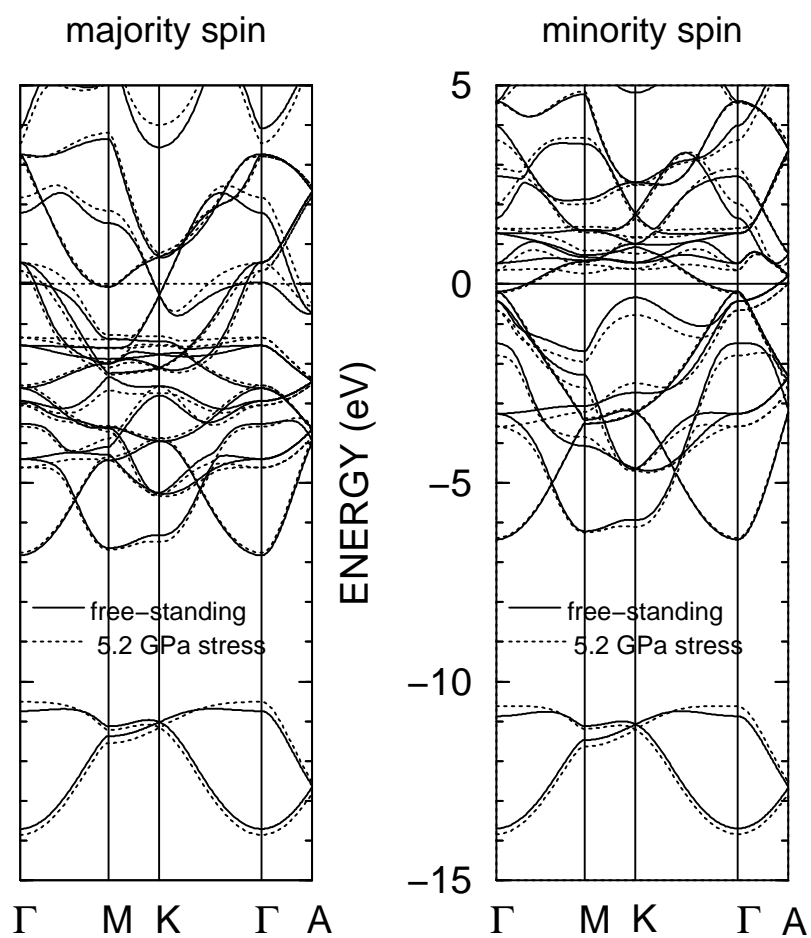 majority spin
minority spin
5
0
−5
−10
−15
ENERGY (eV)
free−standing
5.2 GPa stress
free−standing
5.2 GPa stress
Γ M K Γ A
Γ M K Γ A